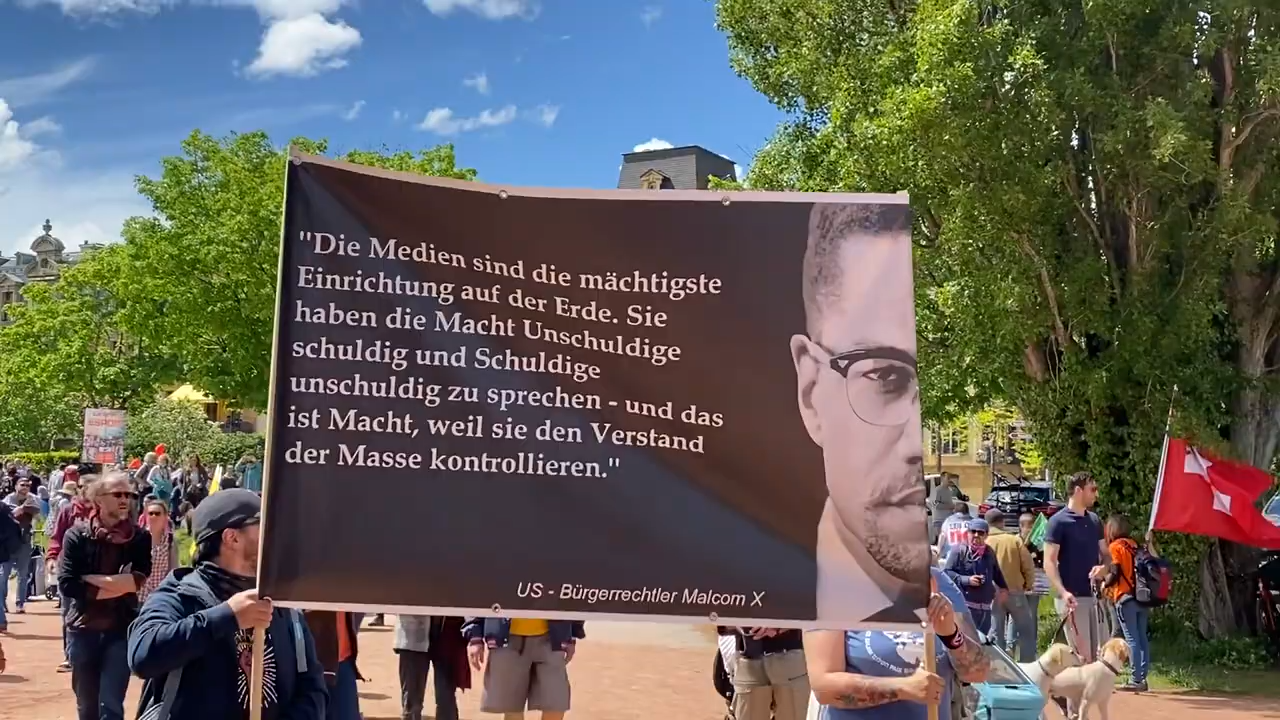 "Die Medien sind die mächtigste
Einrichtung auf der Erde. Sie
haben die Macht Unschuldige
schuldig und Schuldige
unschuldig zu sprechen - und das
ist Macht, weil sie den Verstand
der Masse kontrollieren."
US - Bürgerrechtler Malcom X